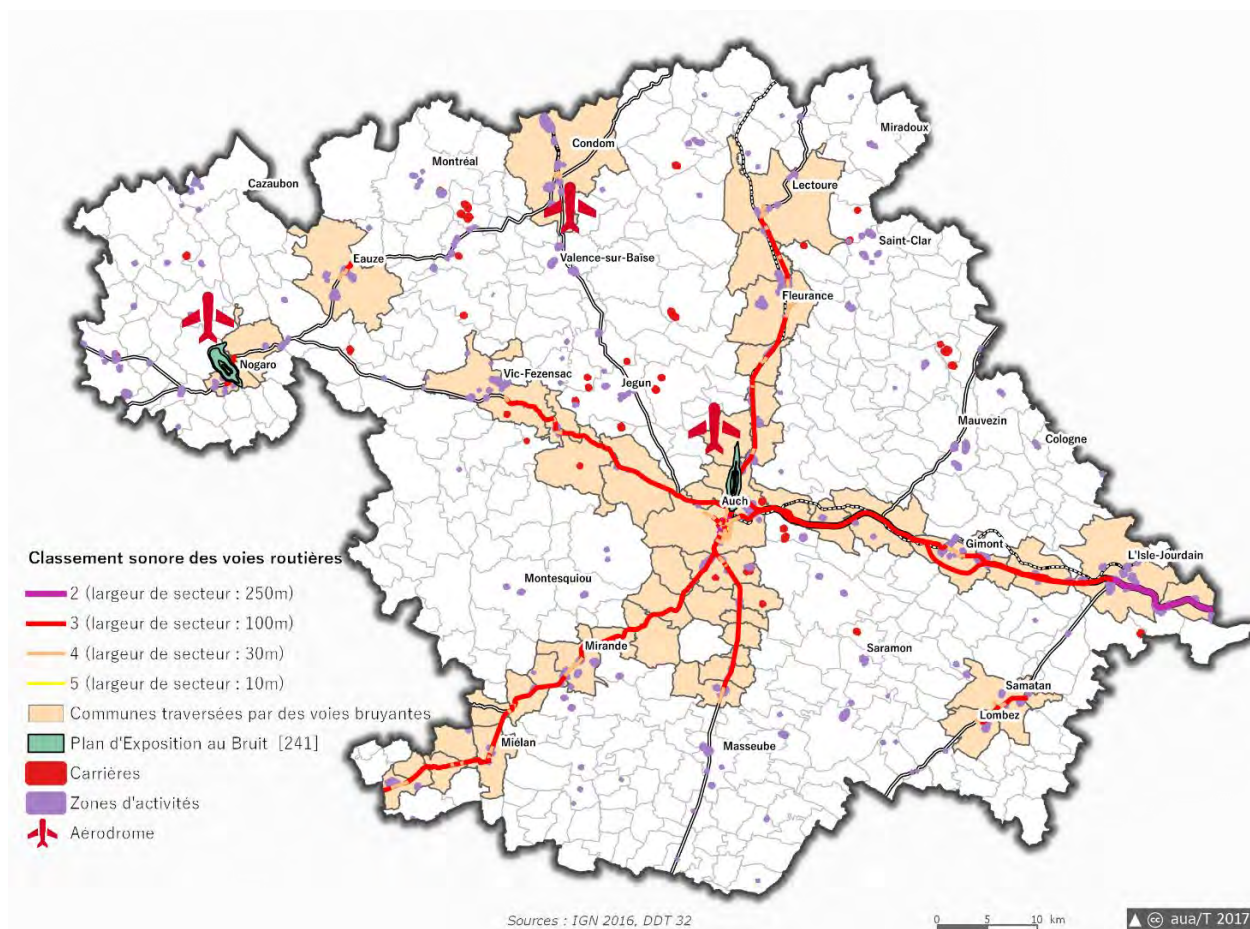 Miradoux
Condom
Montréal
Lectoure
Cazaubon
Saint-Clar
Eauze
Valence-sur-Baïse
Fleurance
Nogaro
Vic-Fezensac
Jegun
Mauvezin
Cologne
Auch
Gimont
L'Isle-Jourdain
Montesquiou
Mirande
Saramon
Samatan
Lombez
Miélan
Masseube
Classement sonore des voies routières
2 (largeur de secteur : 250m)
3 (largeur de secteur : 100m)
4 (largeur de secteur : 30m)
5 (largeur de secteur : 10m)
Communes traversées par des voies bruyantes
Plan d'Exposition au Bruit [241]
Carrières
Zones d'activités
Aérodrome
Sources : IGN 2016, DDT 32
0 5 10 km
cc aua/T 2017